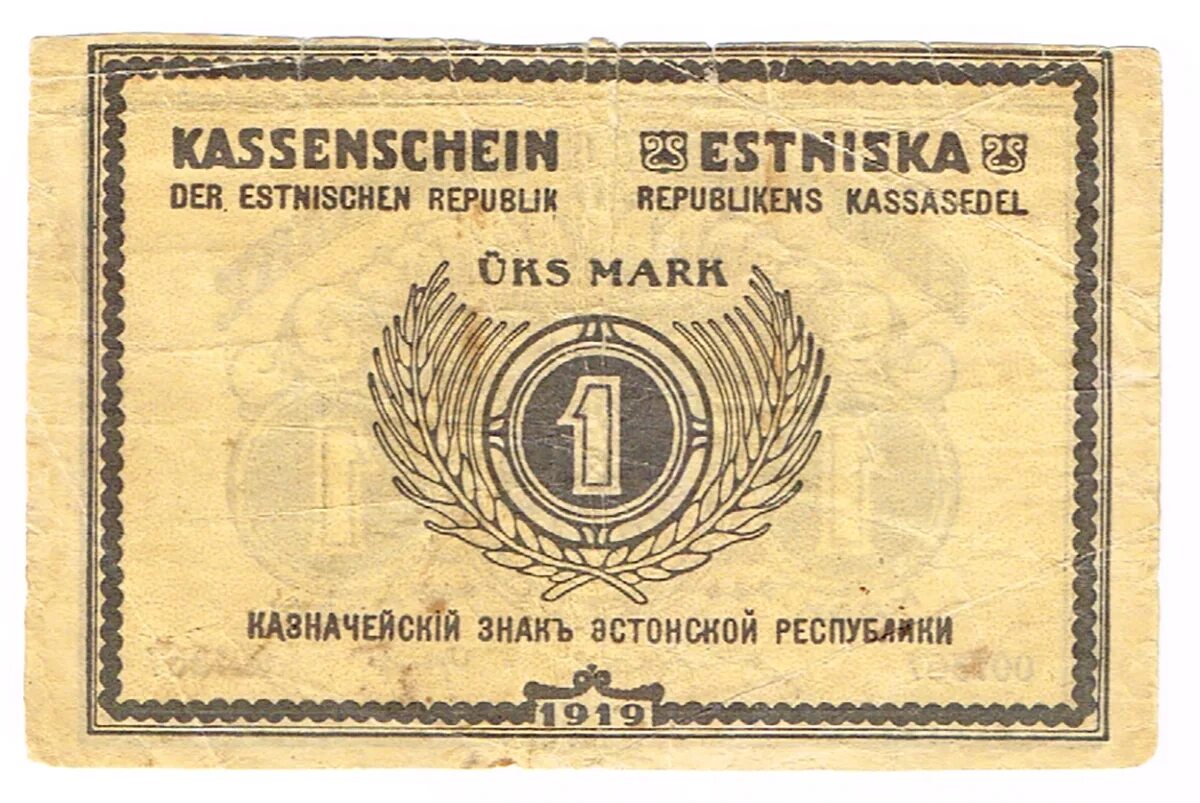 KASSENSCHEIN
DER ESTNISCHEN REPUBLIK
ESTNISKA
REPUBLIKENS KASSASEDEL
ÜKS MARK
1
КАЗНАЧЕЙСКІЙ ЗНАКЪ ЭСТОНСКОЙ РЕСПУБЛИКИ
1919